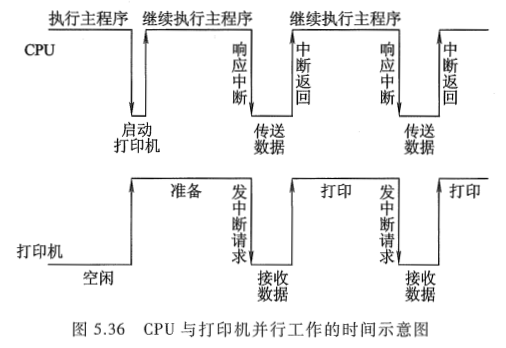 执行主程序 继续执行主程序 继续执行主程序
CPU
响应中断
中断返回
响应中断
中断返回
启动
打印机
传送
数据
传送
数据
准备
发中断请求
打印
发中断请求
打印
打印机
空闲
接收
数据
接收
数据
图 5.36 CPU 与打印机并行工作的时间示意图